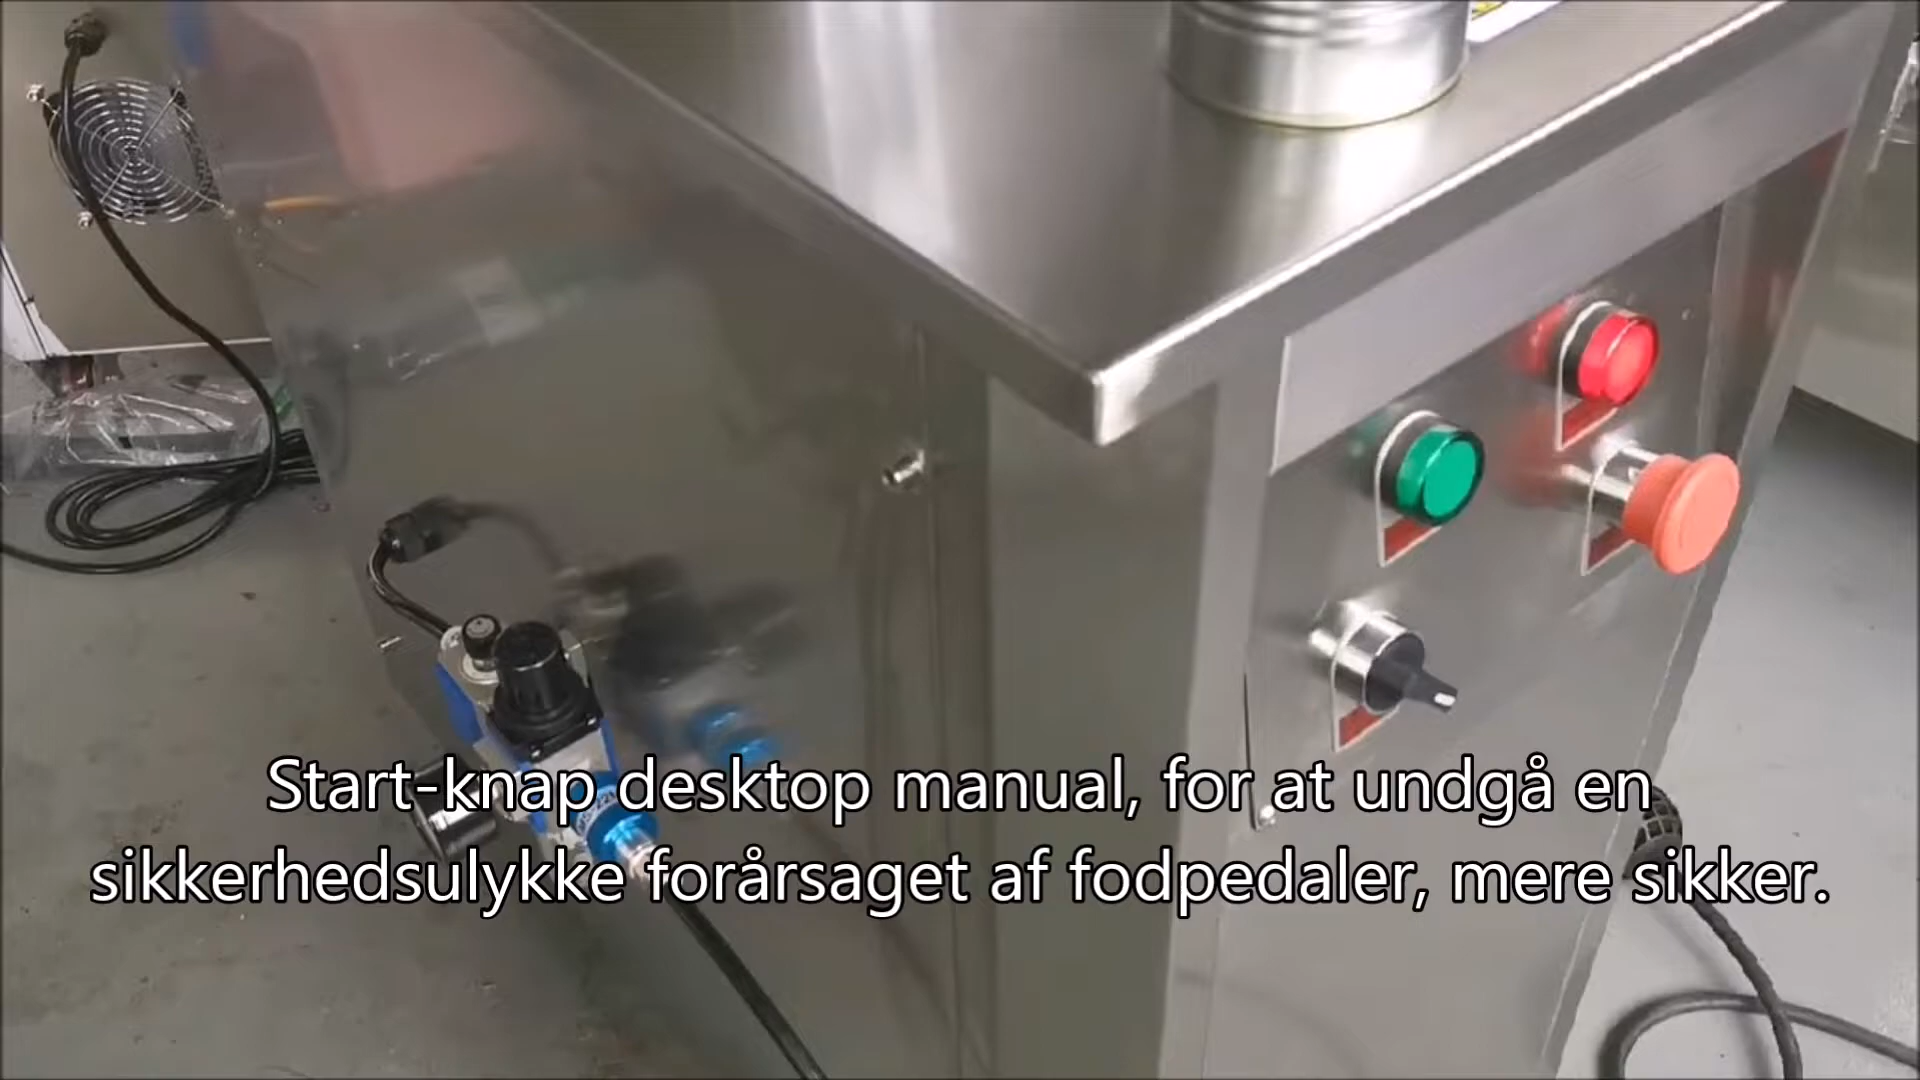 Start-knap desktop manual, for at undgå en
sikkerhedsulykke forårsaget af fodpedaler, mere sikker.